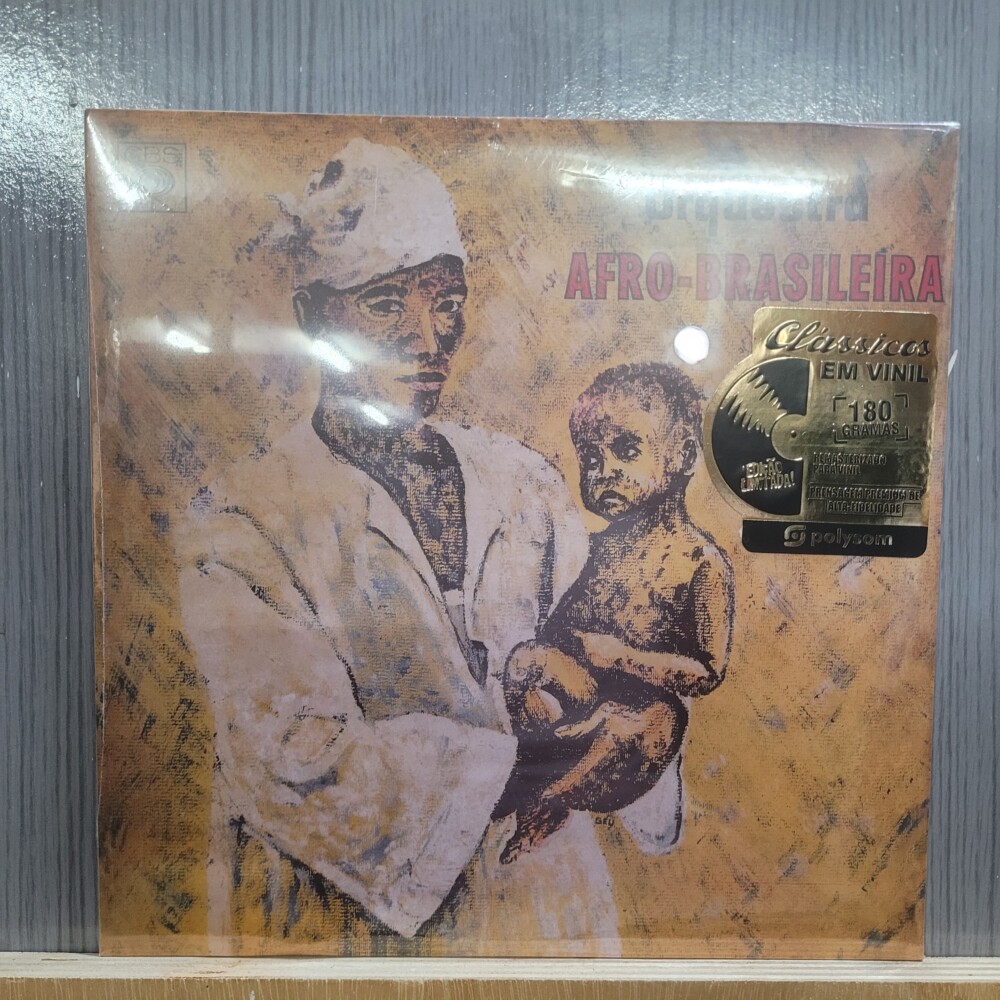 CBS
Orquestra
AFRO-BRASILEIRA
Clássicos
EM VINIL
180
GRAMAS
REMASTERIZADO
PARA VINIL
EDIÇÃO
LIMITADA!
PRENSAGEM PREMIUM DE
ALTA-FIDELIDADE
polysom